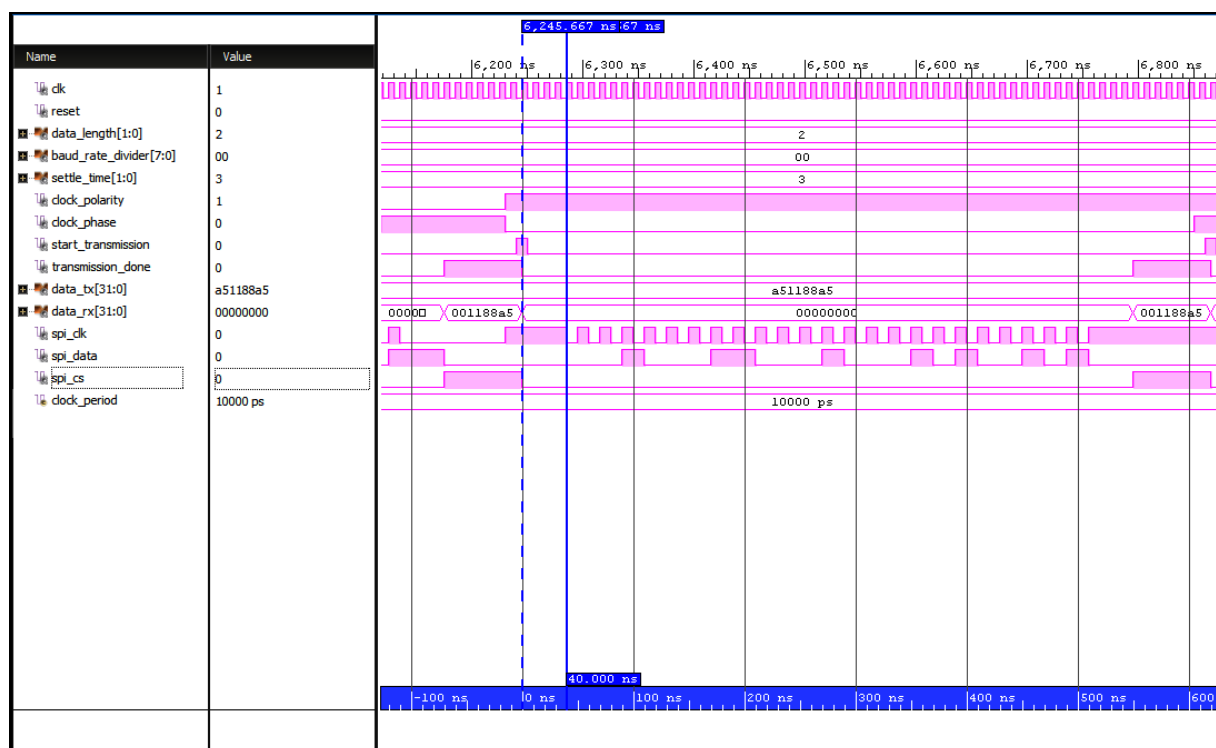 6,245.667 ns 67 ns
Name Value
6,200 ns 6,300 ns 6,400 ns 6,500 ns 6,600 ns 6,700 ns 6,800 ns
clk 1
reset 0
data_length[1:0] 2 2
baud_rate_divider[7:0] 00 00
settle_time[1:0] 3 3
clock_polarity 1
clock_phase 0
start_transmission 0
transmission_done 0
data_tx[31:0] a51188a5 a51188a5
data_rx[31:0] 00000000 0000 001188a5 00000000 001188a5
spi_clk 0
spi_data 0
spi_cs 0
clock_period 10000 ps 10000 ps
40.000 ns
-100 ns 0 ns 100 ns 200 ns 300 ns 400 ns 500 ns 600